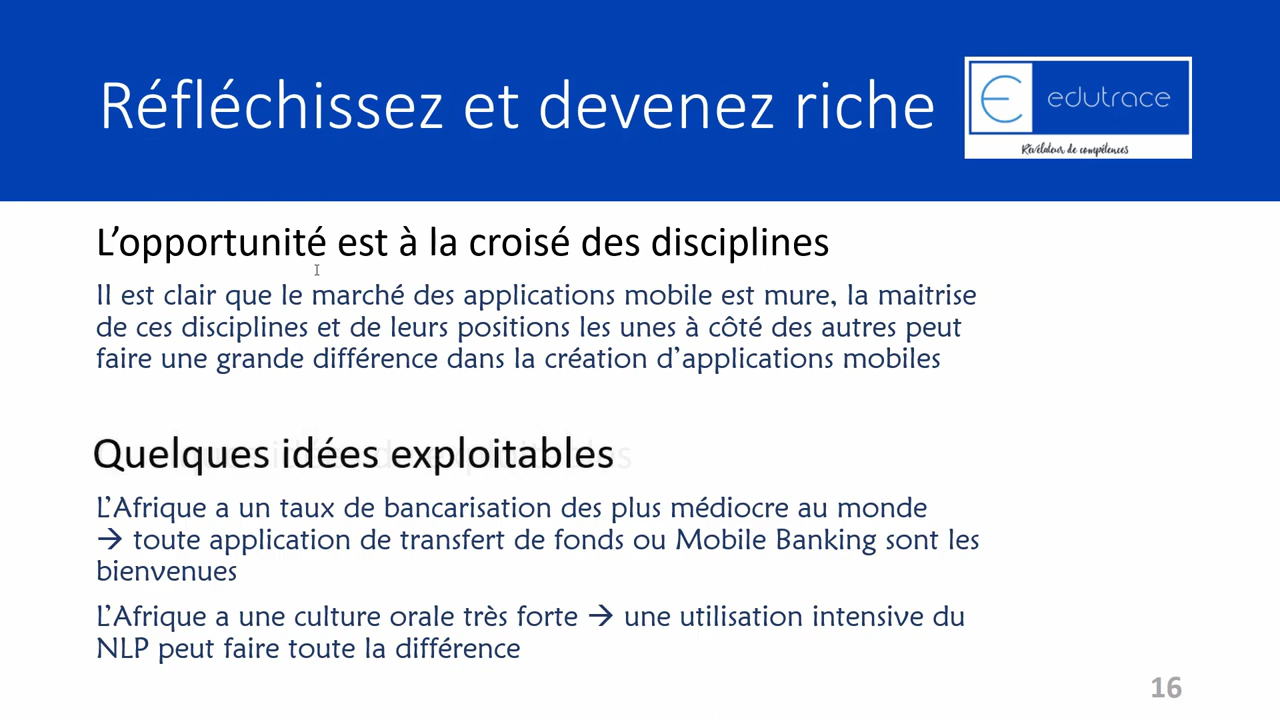 Réfléchissez et devenez riche
edutrace
Révélateur de compétences
L’opportunité est à la croisé des disciplines
Il est clair que le marché des applications mobile est mure, la maitrise
de ces disciplines et de leurs positions les unes à côté des autres peut
faire une grande différence dans la création d’applications mobiles
Quelques idées exploitables
L’Afrique a un taux de bancarisation des plus médiocre au monde
→ toute application de transfert de fonds ou Mobile Banking sont les
bienvenues
L’Afrique a une culture orale très forte → une utilisation intensive du
NLP peut faire toute la différence
16